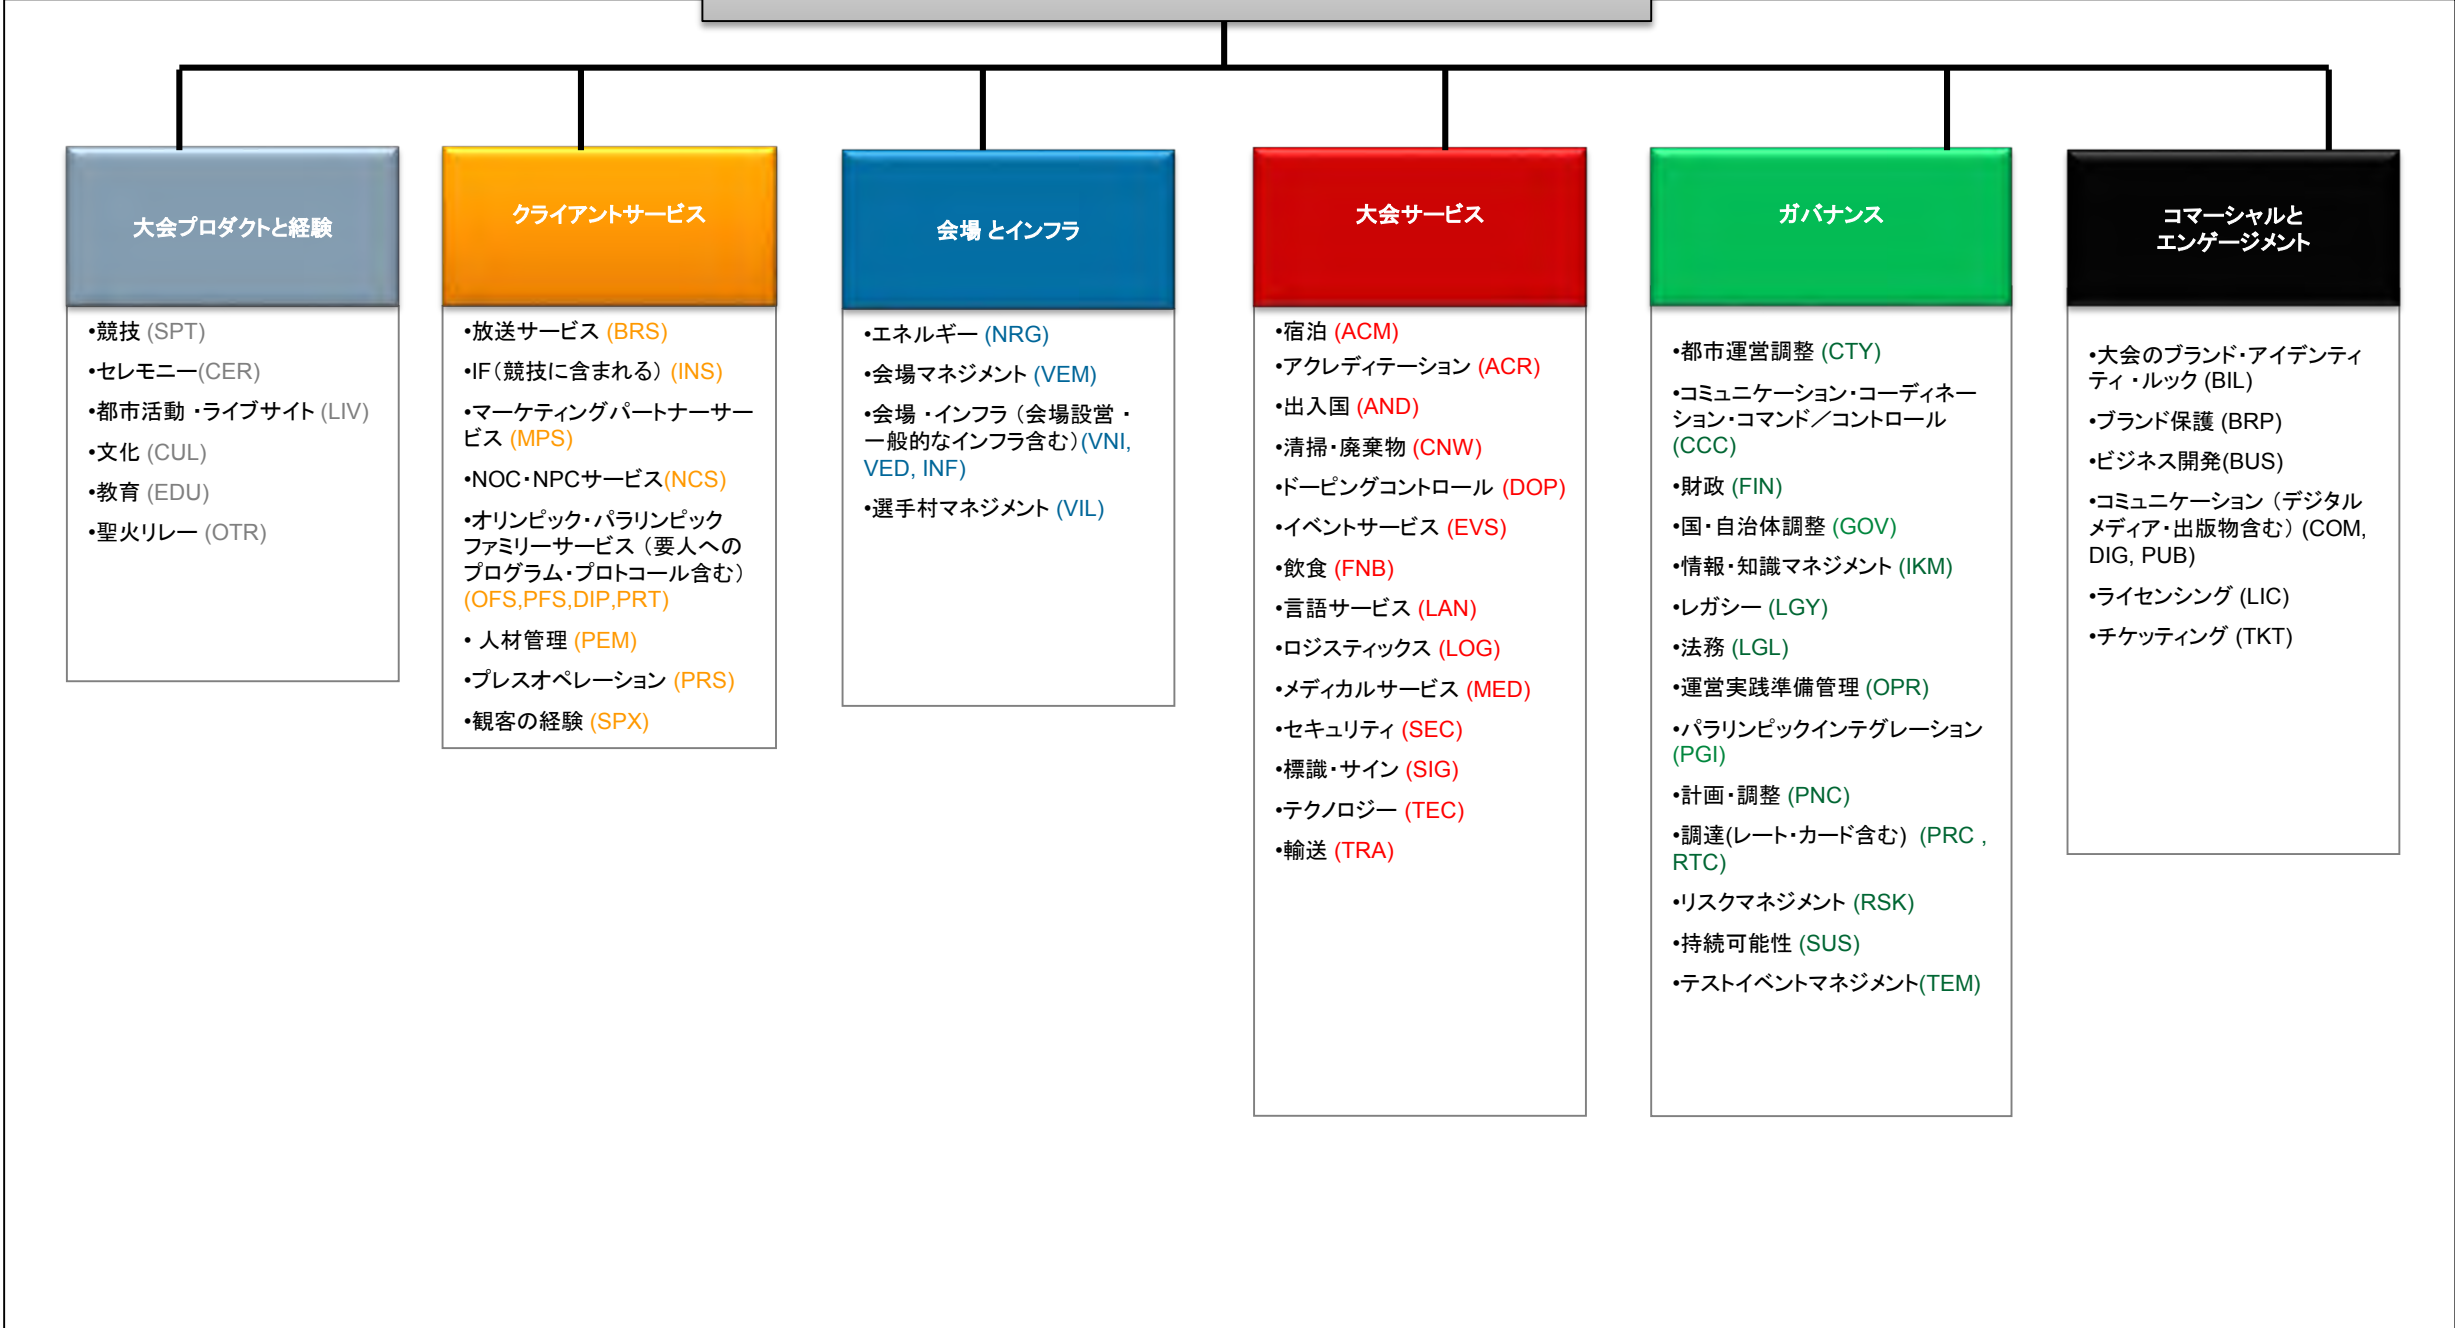 大会プロダクトと経験
•競技 (SPT)
•セレモニー(CER)
•都市活動 ・ライブサイト (LIV)
•文化 (CUL)
•教育 (EDU)
•聖火リレー (OTR)
クライアントサービス
•放送サービス (BRS)
•IF（競技に含まれる） (INS)
•マーケティングパートナーサー
ビス (MPS)
•NOC・NPCサービス(NCS)
•オリンピック・パラリンピック
ファミリーサービス （要人への
プログラム・プロトコール含む）
(OFS,PFS,DIP,PRT)
• 人材管理 (PEM)
•プレスオペレーション (PRS)
•観客の経験 (SPX)
会場 とインフラ
•エネルギー (NRG)
•会場マネジメント (VEM)
•会場 ・インフラ （会場設営 ・
一般的なインフラ含む）(VNI,
VED, INF)
•選手村マネジメント (VIL)
大会サービス
•宿泊 (ACM)
•アクレディテーション (ACR)
•出入国 (AND)
•清掃・廃棄物 (CNW)
•ドーピングコントロール (DOP)
•イベントサービス (EVS)
•飲食 (FNB)
•言語サービス (LAN)
•ロジスティックス (LOG)
•メディカルサービス (MED)
•セキュリティ (SEC)
•標識・サイン (SIG)
•テクノロジー (TEC)
•輸送 (TRA)
ガバナンス
•都市運営調整 (CTY)
•コミュニケーション・コーディネー
ション・コマンド／コントロール
(CCC)
•財政 (FIN)
•国・自治体調整 (GOV)
•情報・知識マネジメント (IKM)
•レガシー (LGY)
•法務 (LGL)
•運営実践準備管理 (OPR)
•パラリンピックインテグレーション
(PGI)
•計画・調整 (PNC)
•調達(レート・カード含む) (PRC ,
RTC)
•リスクマネジメント (RSK)
•持続可能性 (SUS)
•テストイベントマネジメント(TEM)
コマーシャルと
エンゲージメント
•大会のブランド・アイデンティ
ティ ・ルック (BIL)
•ブランド保護 (BRP)
•ビジネス開発(BUS)
•コミュニケーション （デジタル
メディア・出版物含む） (COM,
DIG, PUB)
•ライセンシング (LIC)
•チケッティング (TKT)